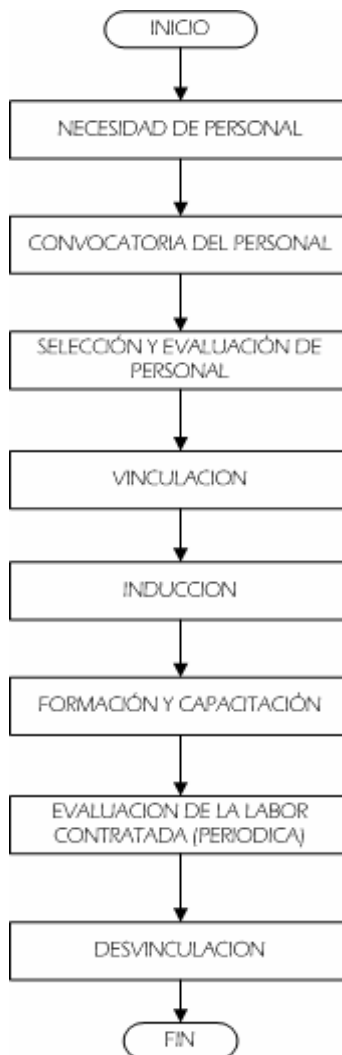 INICIO
NECESIDAD DE PERSONAL
CONVOCATORIA DEL PERSONAL
SELECCIÓN Y EVALUACIÓN DE
PERSONAL
VINCULACION
INDUCCION
FORMACIÓN Y CAPACITACIÓN
EVALUACION DE LA LABOR
CONTRATADA (PERIODICA)
DESVINCULACION
FIN